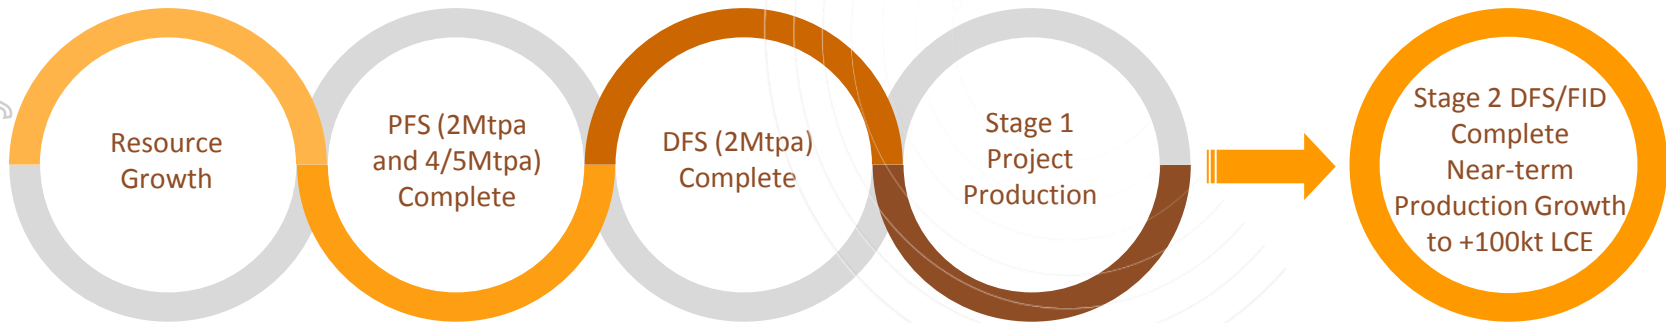 Resource
Growth
PFS (2Mtpa
and 4/5Mtpa)
Complete
DFS (2Mtpa)
Complete
Stage 1
Project
Production
Stage 2 DFS/FID
Complete
Near-term
Production Growth
to +100kt LCE